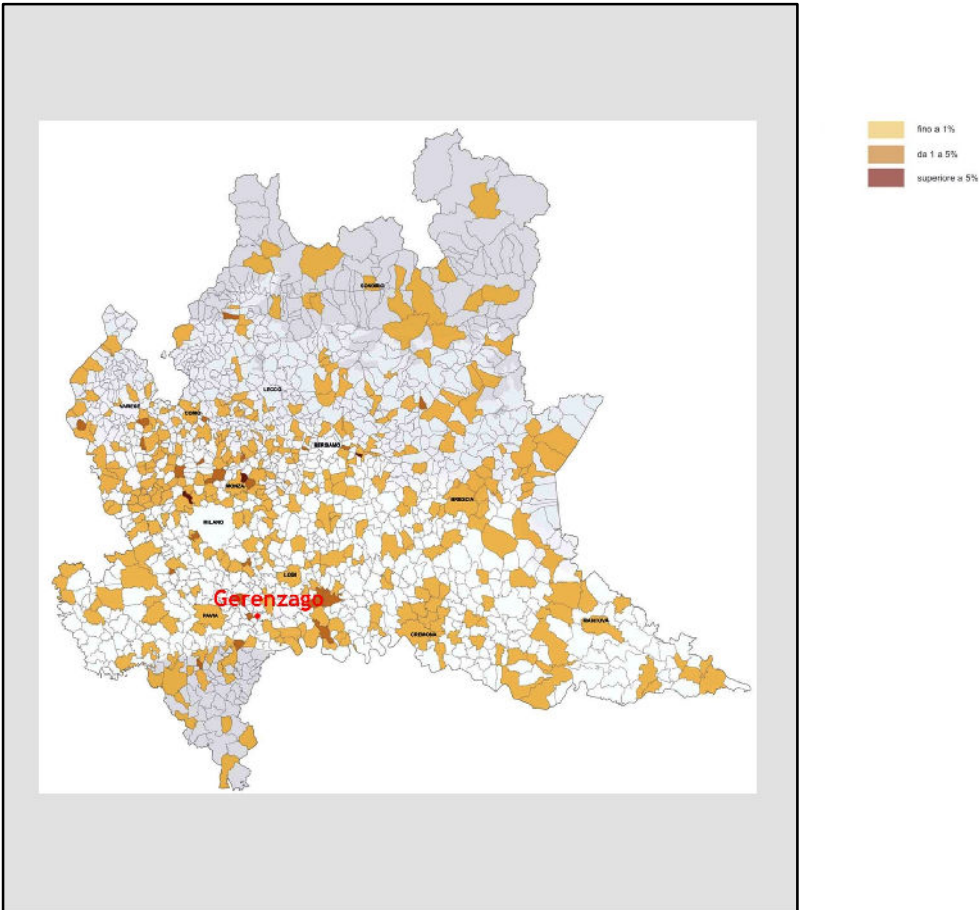 fino a 1%
da 1 a 5%
superiore a 5%
SONDRIO
LECCO
VARESE
COMO
BERGAMO
MONZA
BRESCIA
MILANO
LODI
Gerenzago
PAVIA
MANTOVA
CREMONA